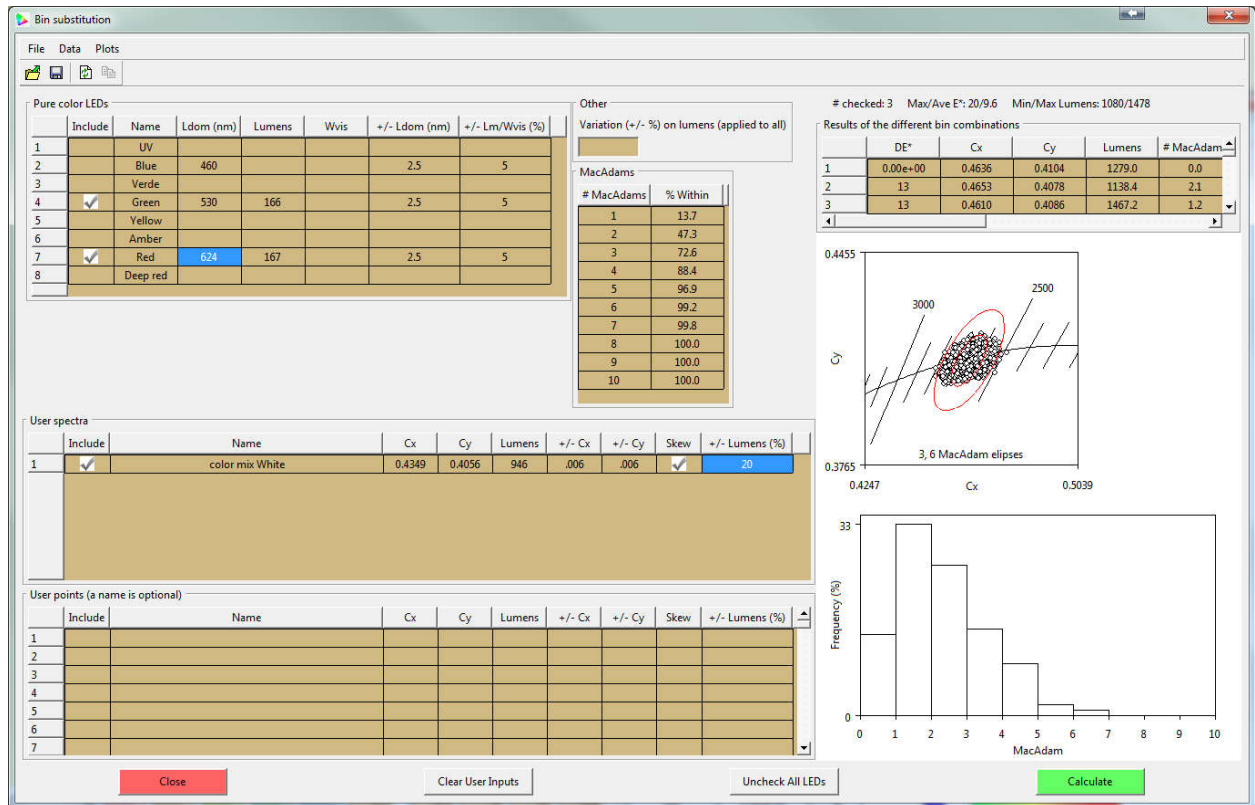 Bin substitution
File Data Plots
Pure color LEDs
Include Name Ldom (nm) Lumens Wvis +/- Ldom (nm) +/- Lm/Wvis (%)
1 UV
2 Blue 460 2.5 5
3 Verde
4 Green 530 166 2.5 5
5 Yellow
6 Amber
7 Red 624 167 2.5 5
8 Deep red
Other
Variation (+/- %) on lumens (applied to all)
MacAdams
# MacAdams % Within
1 13.7
2 47.3
3 72.6
4 88.4
5 96.9
6 99.2
7 99.8
8 100.0
9 100.0
10 100.0
# checked: 3 Max/Ave E*: 20/9.6 Min/Max Lumens: 1080/1478
Results of the different bin combinations
DE* Cx Cy Lumens # MacAdam
1 0.00e+00 0.4636 0.4104 1279.0 0.0
2 13 0.4653 0.4078 1138.4 2.1
3 13 0.4610 0.4086 1467.2 1.2
0.4455
3000
2500
Cy
3, 6 MacAdam elipses
0.3765
0.4247 Cx 0.5039
User spectra
Include Name Cx Cy Lumens +/- Cx +/- Cy Skew +/- Lumens (%)
1 color mix White 0.4349 0.4056 946 .006 .006 20
33
Frequency (%)
0
0 1 2 3 4 5 6 7 8 9 10
MacAdam
User points (a name is optional)
Include Name Cx Cy Lumens +/- Cx +/- Cy Skew +/- Lumens (%)
1
2
3
4
5
6
7
Close Clear User Inputs Uncheck All LEDs Calculate